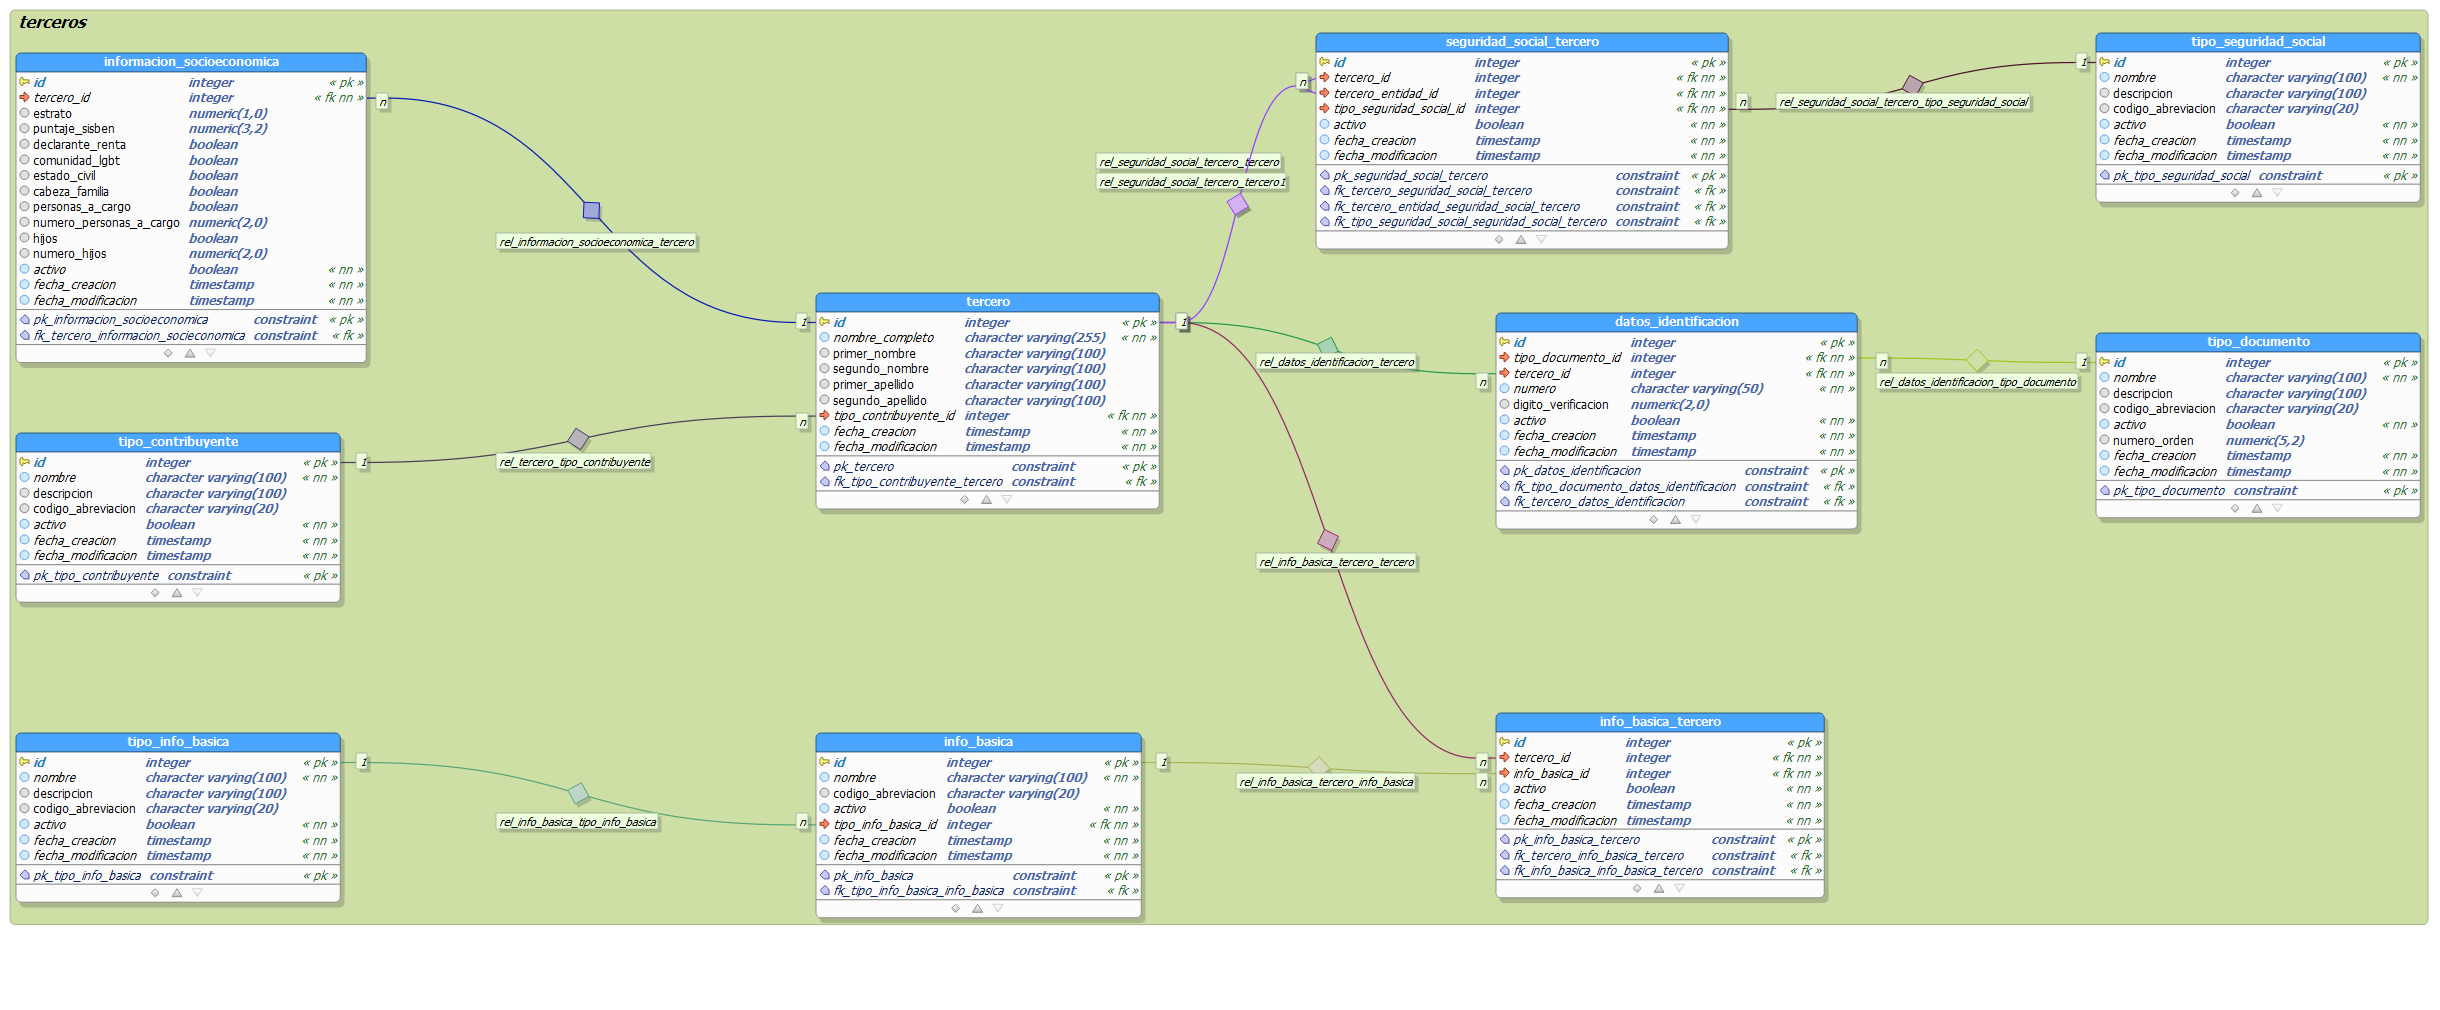 terceros
informacion_socioeconomica
id integer « pk »
tercero_id integer « fk nn »
estrato numeric(1,0)
puntaje_sisben numeric(3,2)
declarante_renta boolean
comunidad_lgbt boolean
estado_civil boolean
cabeza_familia boolean
personas_a_cargo boolean
numero_personas_a_cargo numeric(2,0)
hijos boolean
numero_hijos numeric(2,0)
activo boolean « nn »
fecha_creacion timestamp « nn »
fecha_modificacion timestamp « nn »
pk_informacion_socioeconomica constraint « pk »
fk_tercero_informacion_socieconomica constraint « fk »
n
rel_informacion_socioeconomica_tercero
1
tipo_contribuyente
id integer « pk »
nombre character varying(100) « nn »
descripcion character varying(100)
codigo_abreviacion character varying(20)
activo boolean « nn »
fecha_creacion timestamp « nn »
fecha_modificacion timestamp « nn »
pk_tipo_contribuyente constraint « pk »
1
rel_tercero_tipo_contribuyente
n
tercero
id integer « pk »
nombre_completo character varying(255) « nn »
primer_nombre character varying(100)
segundo_nombre character varying(100)
primer_apellido character varying(100)
segundo_apellido character varying(100)
tipo_contribuyente_id integer « fk nn »
fecha_creacion timestamp « nn »
fecha_modificacion timestamp « nn »
pk_tercero constraint « pk »
fk_tipo_contribuyente_tercero constraint « fk »
1
rel_seguridad_social_tercero_tercero
rel_seguridad_social_tercero_tercero1
n
seguridad_social_tercero
id integer « pk »
tercero_id integer « fk nn »
tercero_entidad_id integer « fk nn »
tipo_seguridad_social_id integer « fk nn »
activo boolean « nn »
fecha_creacion timestamp « nn »
fecha_modificacion timestamp « nn »
pk_seguridad_social_tercero constraint « pk »
fk_tercero_seguridad_social_tercero constraint « fk »
fk_tercero_entidad_seguridad_social_tercero constraint « fk »
fk_tipo_seguridad_social_seguridad_social_tercero constraint « fk »
n
rel_seguridad_social_tercero_tipo_seguridad_social
1
tipo_seguridad_social
id integer « pk »
nombre character varying(100) « nn »
descripcion character varying(100)
codigo_abreviacion character varying(20)
activo boolean « nn »
fecha_creacion timestamp « nn »
fecha_modificacion timestamp « nn »
pk_tipo_seguridad_social constraint « pk »
rel_datos_identificacion_tercero
n
datos_identificacion
id integer « pk »
tipo_documento_id integer « fk nn »
tercero_id integer « fk nn »
numero character varying(50) « nn »
digito_verificacion numeric(2,0)
activo boolean « nn »
fecha_creacion timestamp « nn »
fecha_modificacion timestamp « nn »
pk_datos_identificacion constraint « pk »
fk_tipo_documento_datos_identificacion constraint « fk »
fk_tercero_datos_identificacion constraint « fk »
n
rel_datos_identificacion_tipo_documento
1
tipo_documento
id integer « pk »
nombre character varying(100) « nn »
descripcion character varying(100)
codigo_abreviacion character varying(20)
activo boolean « nn »
numero_orden numeric(5,2)
fecha_creacion timestamp « nn »
fecha_modificacion timestamp « nn »
pk_tipo_documento constraint « pk »
rel_info_basica_tercero_tercero
tipo_info_basica
id integer « pk »
nombre character varying(100) « nn »
descripcion character varying(100)
codigo_abreviacion character varying(20)
activo boolean « nn »
fecha_creacion timestamp « nn »
fecha_modificacion timestamp « nn »
pk_tipo_info_basica constraint « pk »
1
rel_info_basica_tipo_info_basica
n
info_basica
id integer « pk »
nombre character varying(100) « nn »
codigo_abreviacion character varying(20)
activo boolean « nn »
tipo_info_basica_id integer « fk nn »
fecha_creacion timestamp « nn »
fecha_modificacion timestamp « nn »
pk_info_basica constraint « pk »
fk_tipo_info_basica_info_basica constraint « fk »
1
rel_info_basica_tercero_info_basica
n
n
info_basica_tercero
id integer « pk »
tercero_id integer « fk nn »
info_basica_id integer « fk nn »
activo boolean « nn »
fecha_creacion timestamp « nn »
fecha_modificacion timestamp « nn »
pk_info_basica_tercero constraint « pk »
fk_tercero_info_basica_tercero constraint « fk »
fk_info_basica_info_basica_tercero constraint « fk »